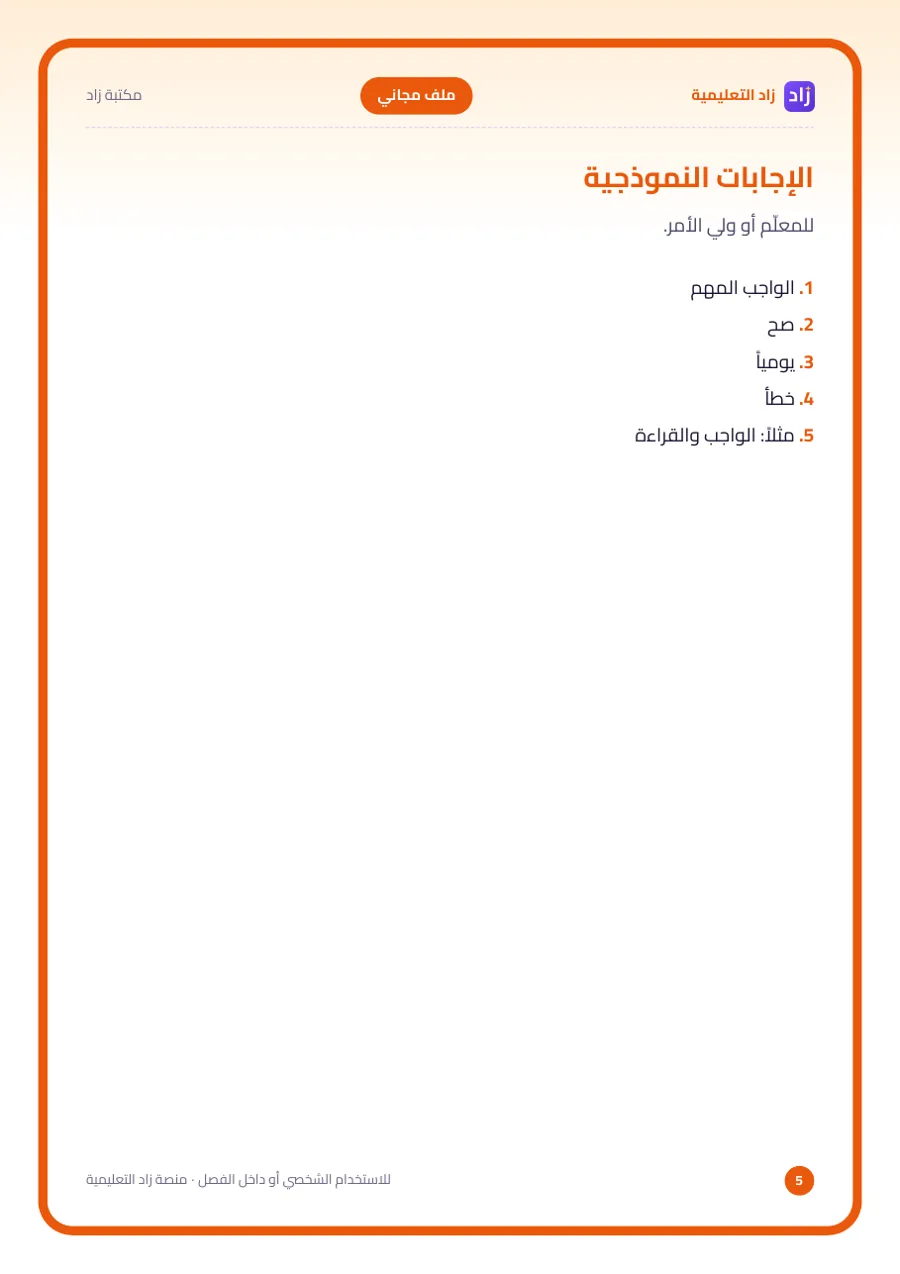 زاد
زاد التعليمية
ملف مجاني
مكتبة زاد
الإجابات النموذجية
للمعلّم أو ولي الأمر.
1. الواجب المهم
2. صح
3. يومياً
4. خطأ
5. مثلاً: الواجب والقراءة
5
للاستخدام الشخصي أو داخل الفصل · منصة زاد التعليمية